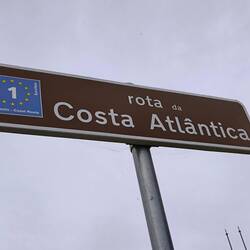 1
rota da
Costa Atlântica